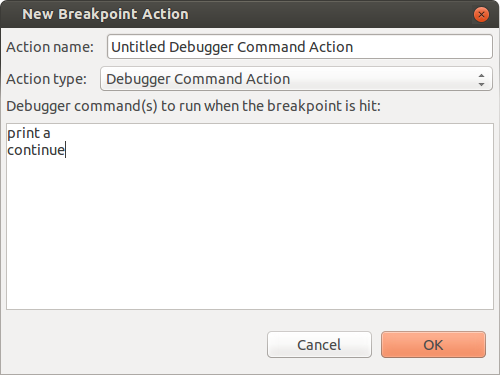 New Breakpoint Action
Action name: Untitled Debugger Command Action
Action type: Debugger Command Action
Debugger command(s) to run when the breakpoint is hit:
print a
continue
Cancel OK